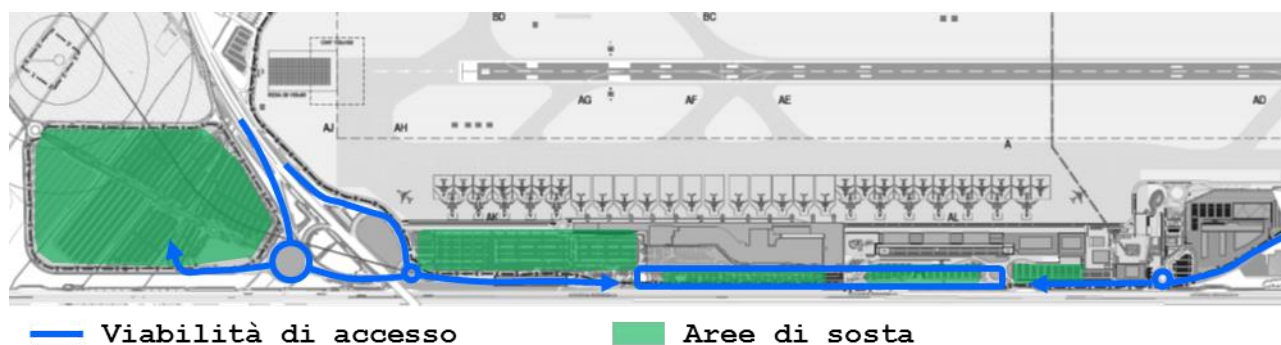 BD
BC
AG
AF
AE
AD
AJ
AH
A
AK
AL
Viabilità di accesso
Aree di sosta